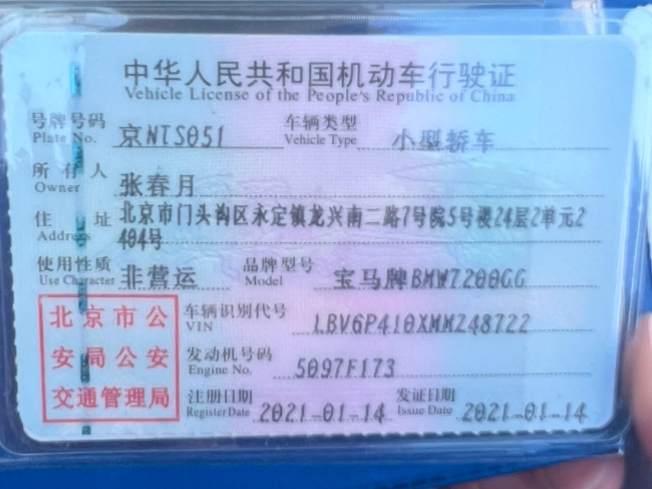 中华人民共和国机动车行驶证
Vehicle License of the People's Republic of China
号牌号码 京NTS051 车辆类型 小型轿车
Plate No. Vehicle Type
所有人 张春月
Owner
住址 北京市门头沟区永定镇龙兴南二路7号院5号楼24层2单元2
Address 404号
使用性质 非营运 品牌型号 宝马牌BMW7200GG
Use Character Model
北京市公 车辆识别代号 LBV6P410XMMZ48722
VIN
安局公安 发动机号码 5097F173
Engine No.
交通管理局 注册日期 2021-01-14 发证日期 2021-01-14
Register Date Issue Date